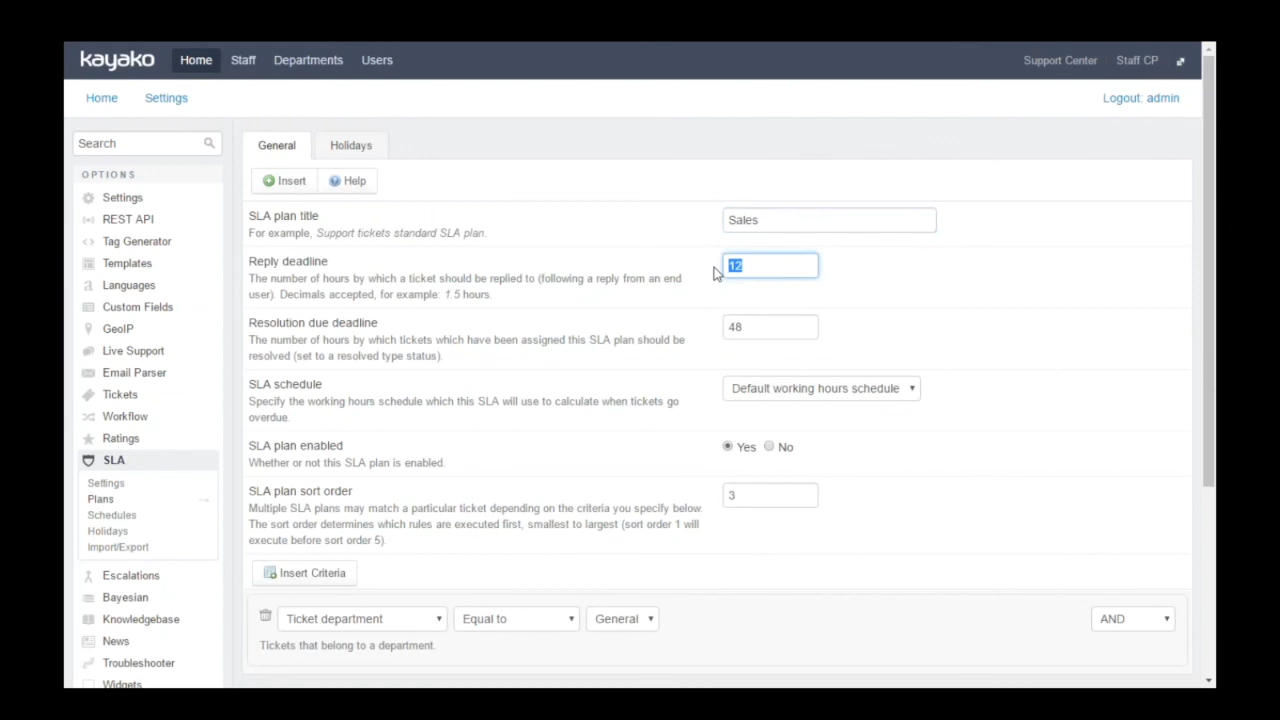 kayako Home Staff Departments Users Support Center Staff CP
Home Settings Logout: admin
Search
OPTIONS
Settings
REST API
Tag Generator
Templates
Languages
Custom Fields
GeoIP
Live Support
Email Parser
Tickets
Workflow
Ratings
SLA
Settings
Plans
Schedules
Holidays
Import/Export
Escalations
Bayesian
Knowledgebase
News
Troubleshooter
Widgets
General Holidays
Insert Help
SLA plan title
For example, Support tickets standard SLA plan.
Sales
Reply deadline
The number of hours by which a ticket should be replied to (following a reply from an end
user). Decimals accepted, for example: 1.5 hours.
12
Resolution due deadline
The number of hours by which tickets which have been assigned this SLA plan should be
resolved (set to a resolved type status).
48
SLA schedule
Specify the working hours schedule which this SLA will use to calculate when tickets go
overdue.
Default working hours schedule
SLA plan enabled
Whether or not this SLA plan is enabled.
Yes No
SLA plan sort order
Multiple SLA plans may match a particular ticket depending on the criteria you specify below.
The sort order determines which rules are executed first, smallest to largest (sort order 1 will
execute before sort order 5).
3
Insert Criteria
Ticket department Equal to General AND
Tickets that belong to a department.